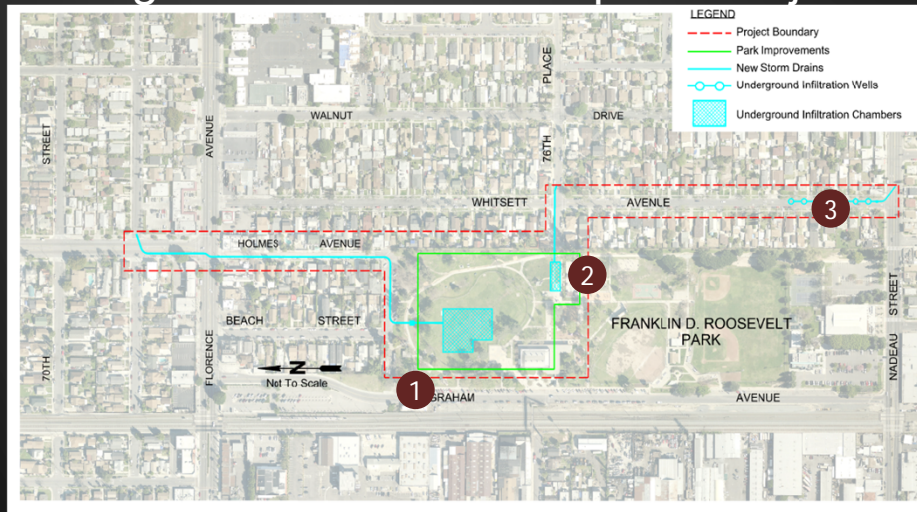 LEGEND
Project Boundary
Park Improvements
New Storm Drains
Underground Infiltration Wells
Underground Infiltration Chambers
STREET
AVENUE
PLACE
76TH
WALNUT
DRIVE
WHITSETT
AVENLE
3
HOLMES
AVENUE
2
BEACH
STREET
FRANKLIN D. ROOSEVELT
PARK
70TH
FLORENCE
N
Not To Scale
NADEAU STREET
1
GRAHAM
AVENUE